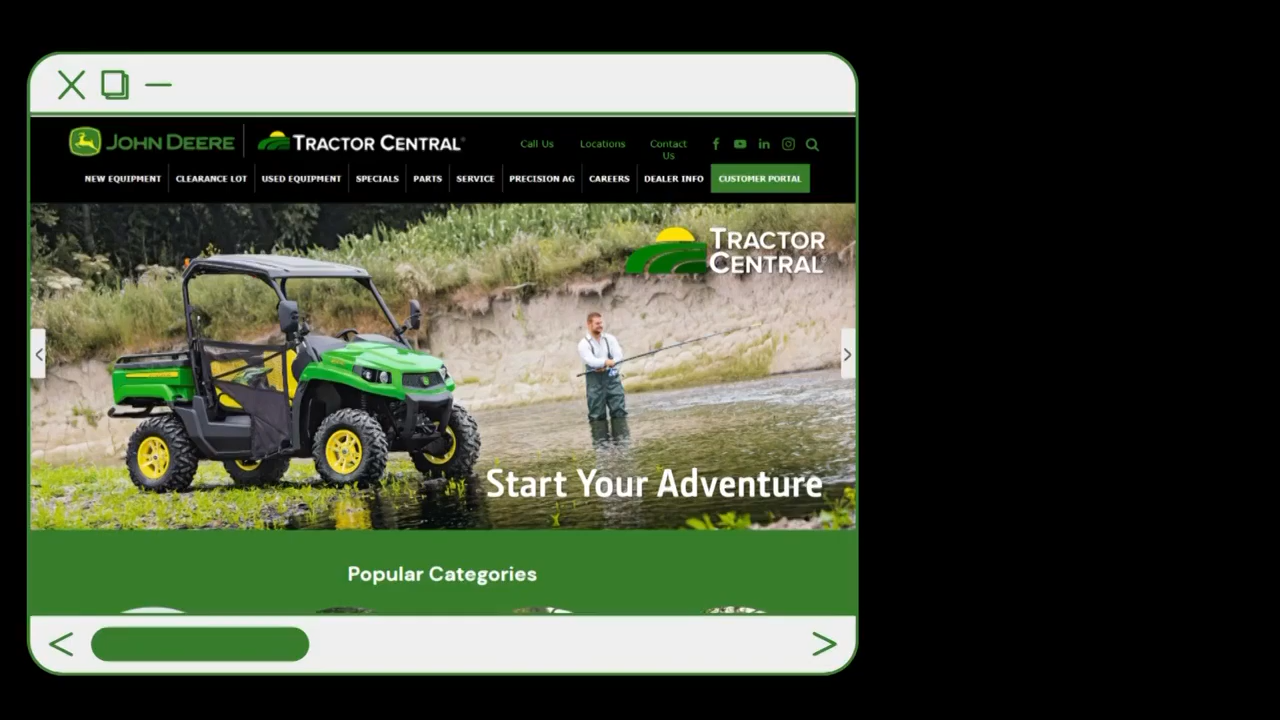 JOHN DEERE
TRACTOR CENTRAL
Call Us
Locations
Contact
Us
NEW EQUIPMENT
CLEARANCE LOT
USED EQUIPMENT
SPECIALS
PARTS
SERVICE
PRECISION AG
CAREERS
DEALER INFO
CUSTOMER PORTAL
TRACTOR
CENTRAL
Start Your Adventure
Popular Categories